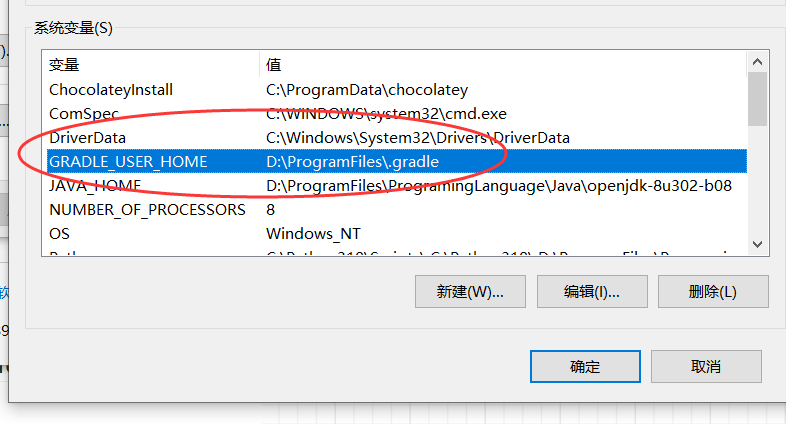 系统变量(S)
变量 值
ChocolateyInstall C:\ProgramData\chocolatey
ComSpec C:\WINDOWS\system32\cmd.exe
DriverData C:\Windows\System32\Drivers\DriverData
GRADLE_USER_HOME D:\ProgramFiles\.gradle
JAVA_HOME D:\ProgramFiles\ProgramingLanguage\Java\openjdk-8u302-b08
NUMBER_OF_PROCESSORS 8
OS Windows_NT
新建(W)... 编辑(I)... 删除(L)
软
确定 取消